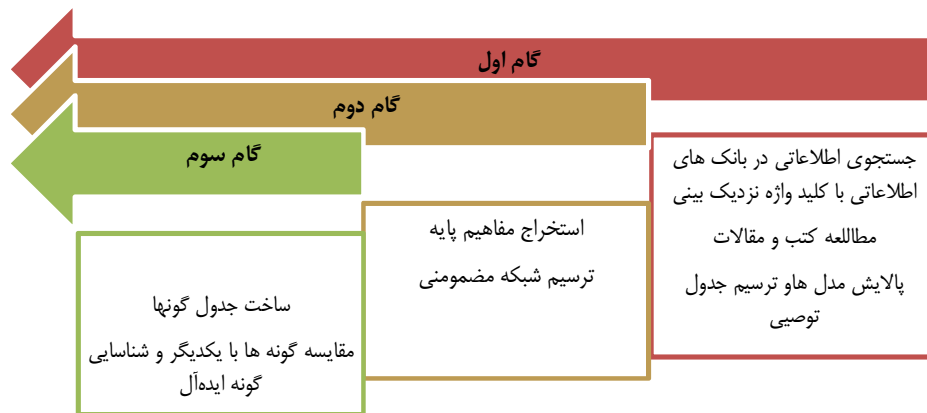 گام اول
گام دوم
گام سوم
جستجوی اطلاعاتی در بانک های
اطلاعاتی با کلید واژه نزدیک بینی
مطاللعه کتب و مقالات
پالایش مدل هاو ترسیم جدول
توصیی
استخراج مفاهیم پایه
ترسیم شبکه مضمومنی
ساخت جدول گونها
مقایسه گونه ها با یکدیگر و شناسایی
گونه ایده‌آل